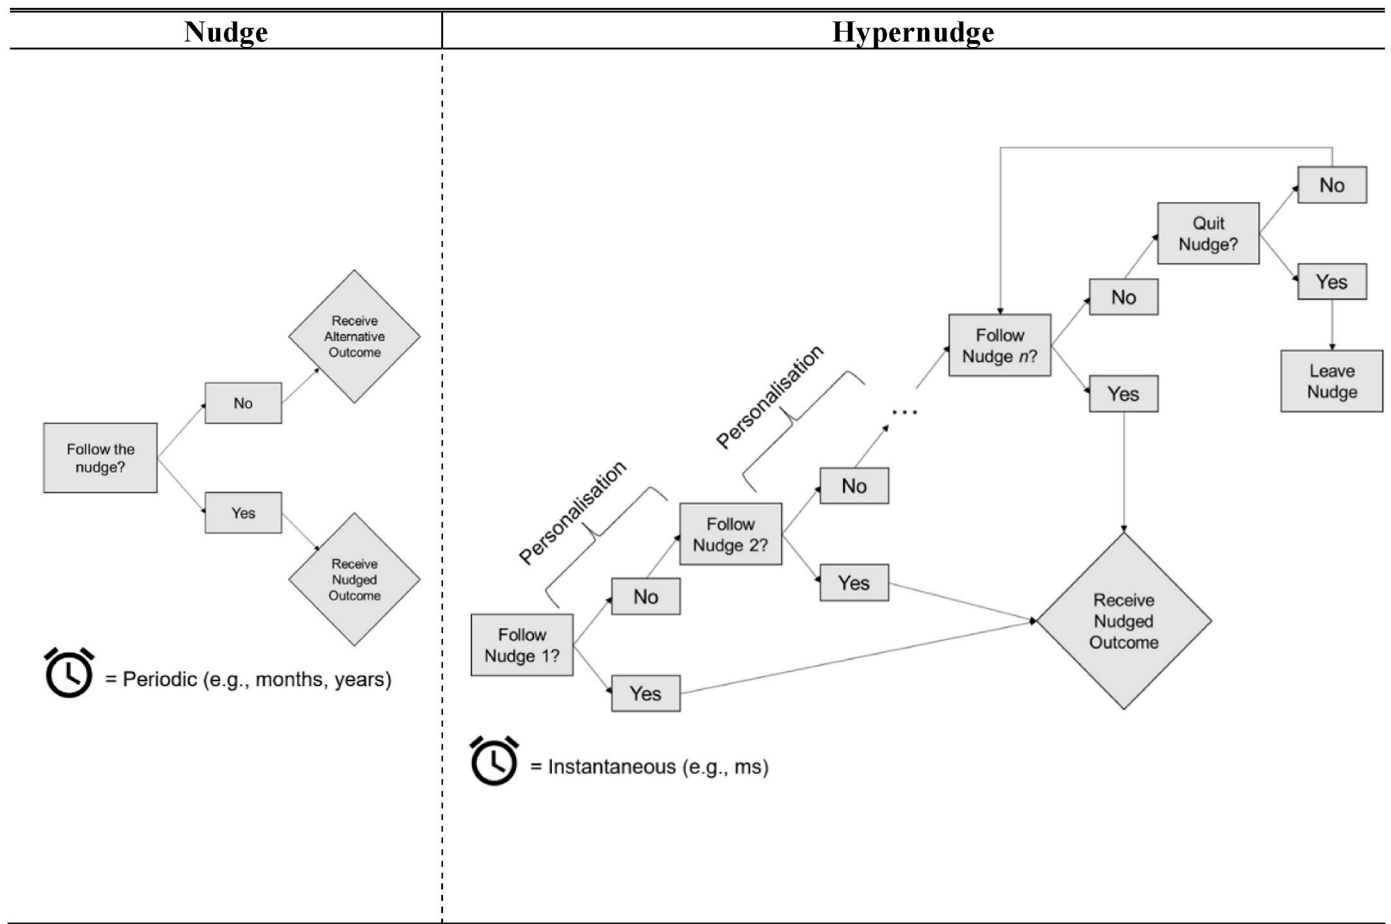 Nudge
Hypernudge
Follow the
nudge?
No
Yes
Receive
Alternative
Outcome
Receive
Nudged
Outcome
= Periodic (e.g., months, years)
Follow
Nudge 1?
No
Yes
Personalisation
Follow
Nudge 2?
No
Yes
Personalisation
...
Follow
Nudge n?
No
Yes
Quit
Nudge?
No
Yes
Leave
Nudge
Receive
Nudged
Outcome
= Instantaneous (e.g., ms)